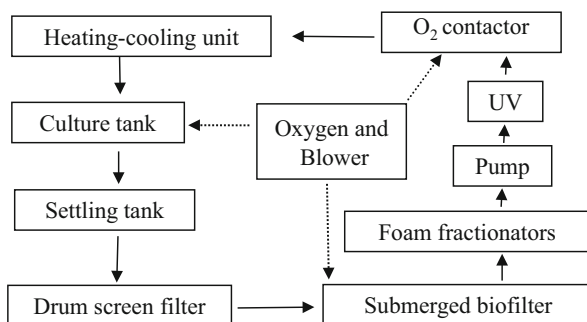 Heating-cooling unit
O₂ contactor
UV
Culture tank
Oxygen and
Blower
Pump
Settling tank
Foam fractionators
Drum screen filter
Submerged biofilter